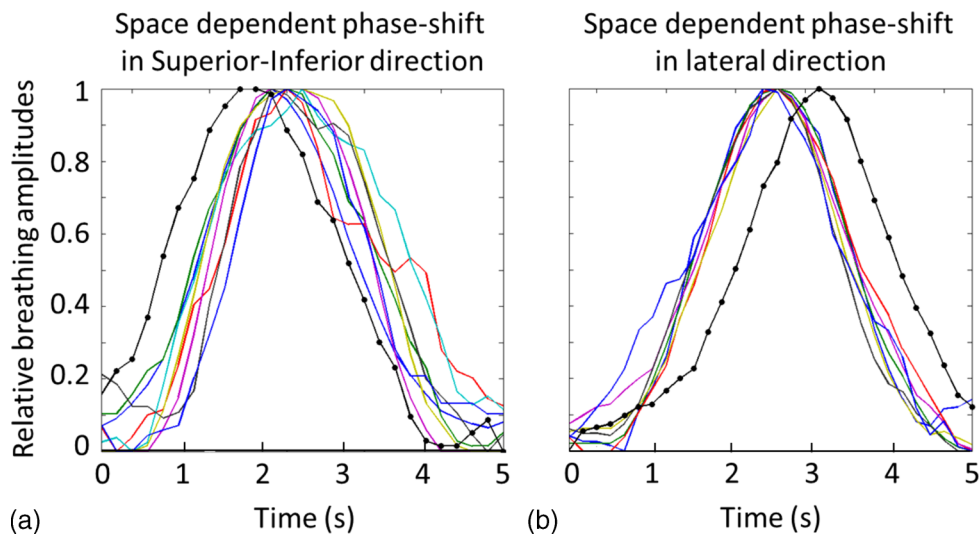 Space dependent phase-shift
in Superior-Inferior direction
Space dependent phase-shift
in lateral direction
Relative breathing amplitudes
1
0.8
0.6
0.4
0.2
0
0 1 2 3 4 5
0 1 2 3 4 5
(a)
Time (s)
(b)
Time (s)